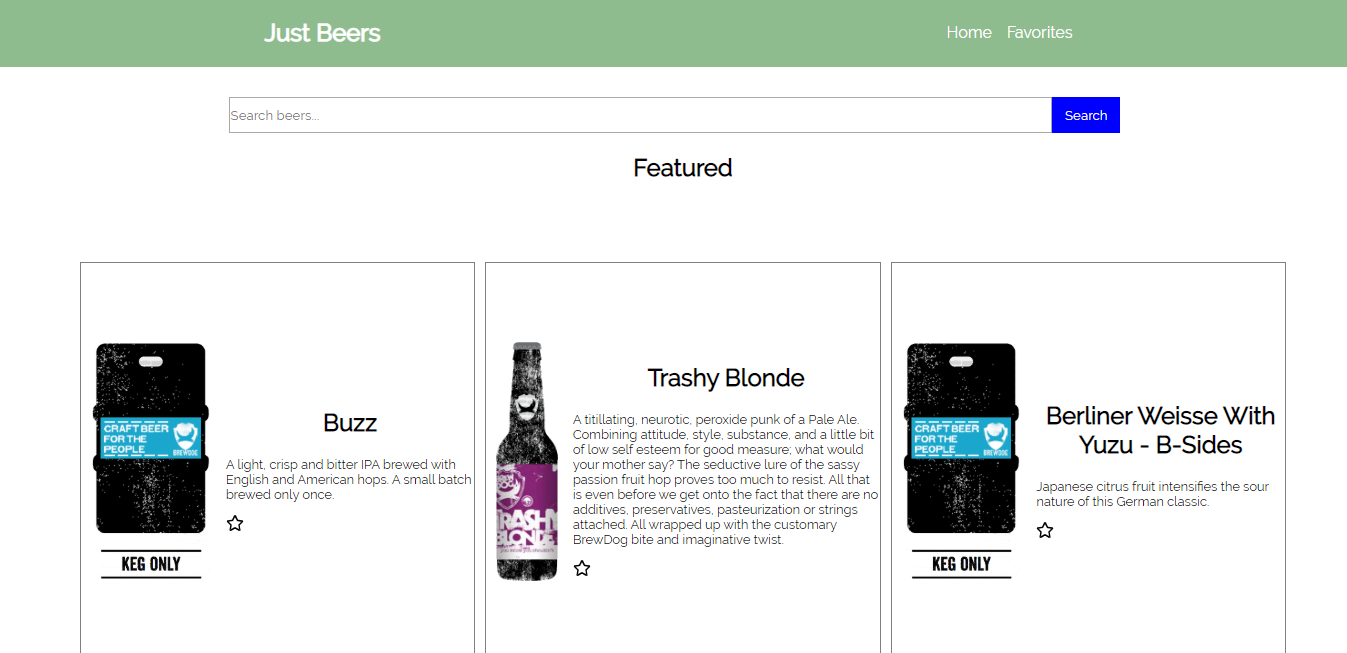 Just Beers
Home Favorites
Search beers...
Search
Featured
CRAFT BEER
FOR THE
PEOPLE
BREWDOG
KEG ONLY
Buzz
A light, crisp and bitter IPA brewed with
English and American hops. A small batch
brewed only once.
TRASHY
BLONDE
Trashy Blonde
A titillating, neurotic, peroxide punk of a Pale Ale.
Combining attitude, style, substance, and a little bit
of low self esteem for good measure; what would
your mother say? The seductive lure of the sassy
passion fruit hop proves too much to resist. All that
is even before we get onto the fact that there are no
additives, preservatives, pasteurization or strings
attached. All wrapped up with the customary
BrewDog bite and imaginative twist.
CRAFT BEER
FOR THE
PEOPLE
BREWDOG
KEG ONLY
Berliner Weisse With
Yuzu - B-Sides
Japanese citrus fruit intensifies the sour
nature of this German classic.